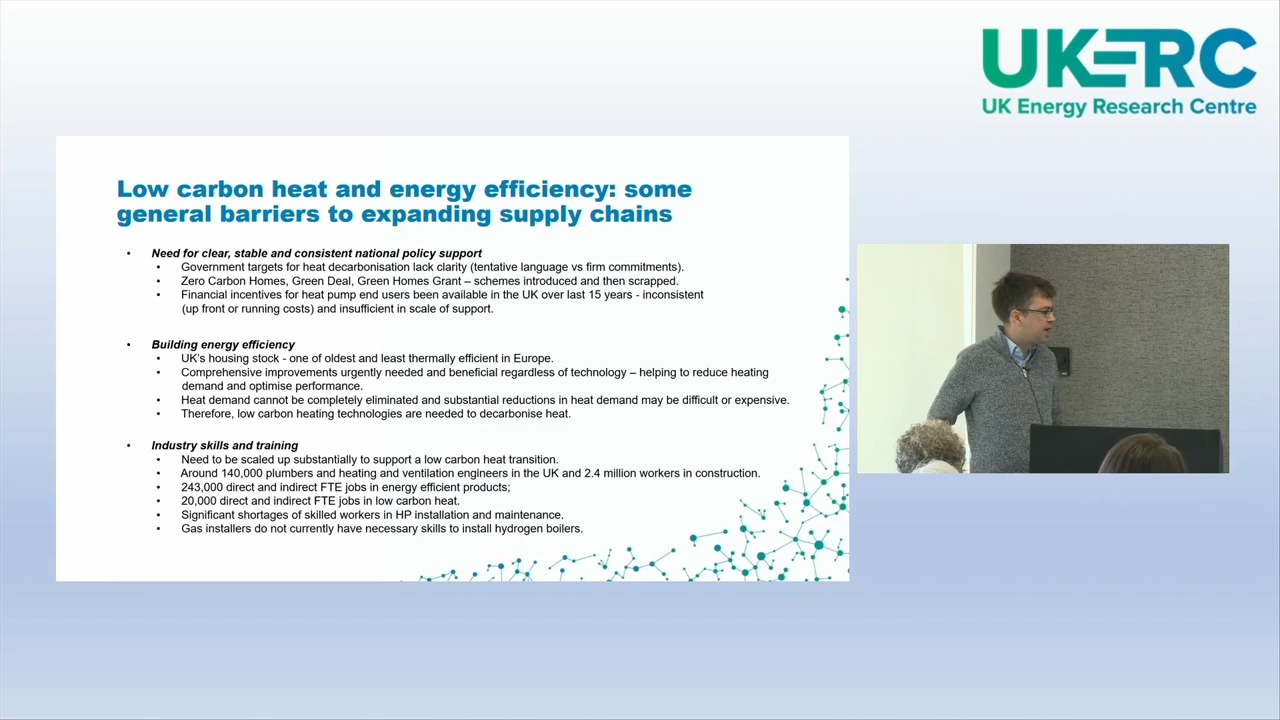 UKERC
UK Energy Research Centre
Low carbon heat and energy efficiency: some
general barriers to expanding supply chains
• Need for clear, stable and consistent national policy support
• Government targets for heat decarbonisation lack clarity (tentative language vs firm commitments).
• Zero Carbon Homes, Green Deal, Green Homes Grant – schemes introduced and then scrapped.
• Financial incentives for heat pump end users been available in the UK over last 15 years - inconsistent
(up front or running costs) and insufficient in scale of support.
• Building energy efficiency
• UK's housing stock - one of oldest and least thermally efficient in Europe.
• Comprehensive improvements urgently needed and beneficial regardless of technology – helping to reduce heating
demand and optimise performance.
• Heat demand cannot be completely eliminated and substantial reductions in heat demand may be difficult or expensive.
• Therefore, low carbon heating technologies are needed to decarbonise heat.
• Industry skills and training
• Need to be scaled up substantially to support a low carbon heat transition.
• Around 140,000 plumbers and heating and ventilation engineers in the UK and 2.4 million workers in construction.
• 243,000 direct and indirect FTE jobs in energy efficient products;
• 20,000 direct and indirect FTE jobs in low carbon heat.
• Significant shortages of skilled workers in HP installation and maintenance.
• Gas installers do not currently have necessary skills to install hydrogen boilers.